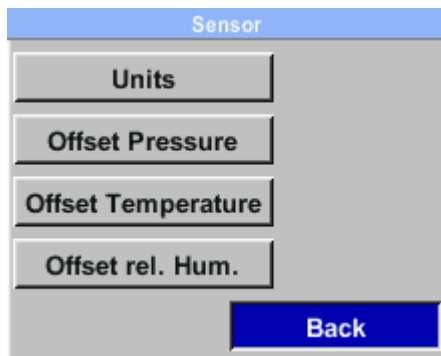 Sensor
Units
Offset Pressure
Offset Temperature
Offset rel. Hum.
Back